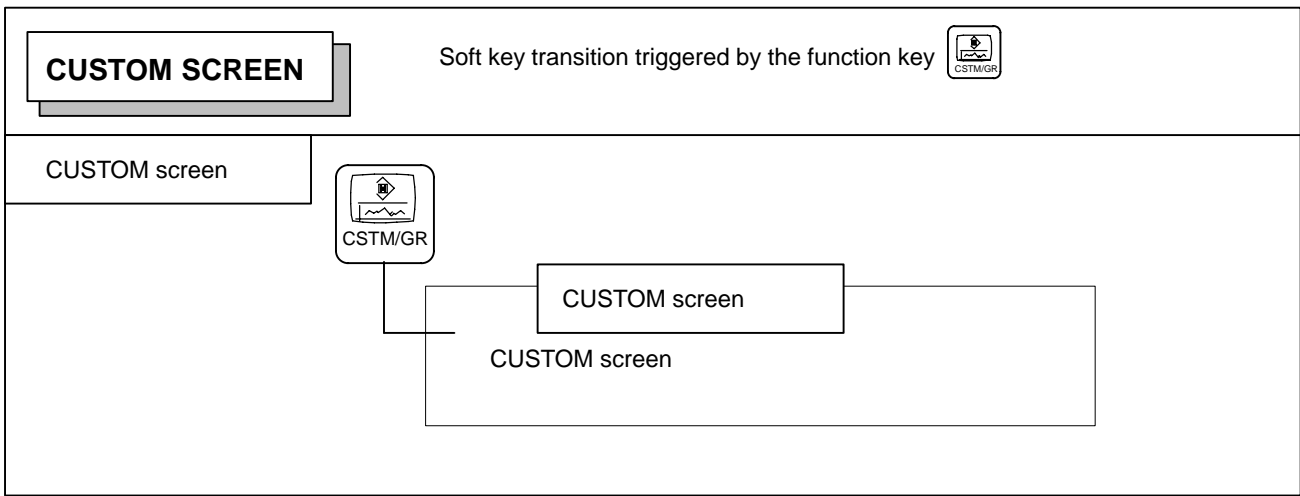 CUSTOM SCREEN
Soft key transition triggered by the function key
CSTM/GR
CUSTOM screen
CSTM/GR
CUSTOM screen
CUSTOM screen